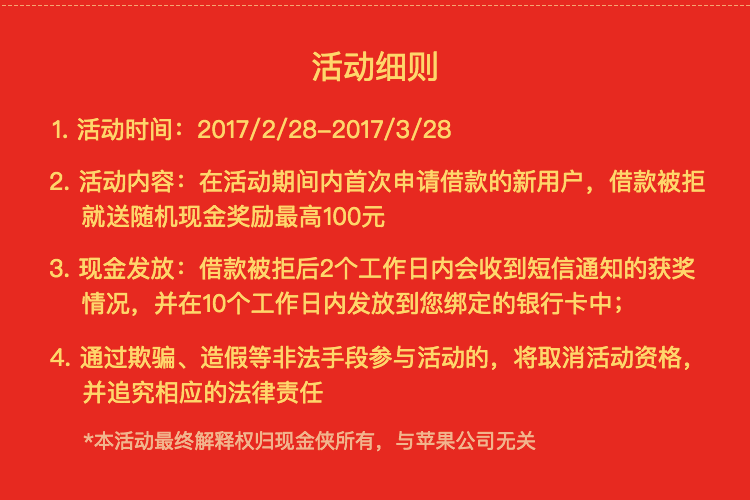 活动细则
1. 活动时间：2017/2/28-2017/3/28
2. 活动内容：在活动期间内首次申请借款的新用户，借款被拒
就送随机现金奖励最高100元
3. 现金发放：借款被拒后2个工作日内会收到短信通知的获奖
情况，并在10个工作日内发放到您绑定的银行卡中；
4. 通过欺骗、造假等非法手段参与活动的，将取消活动资格，
并追究相应的法律责任
*本活动最终解释权归现金侠所有，与苹果公司无关